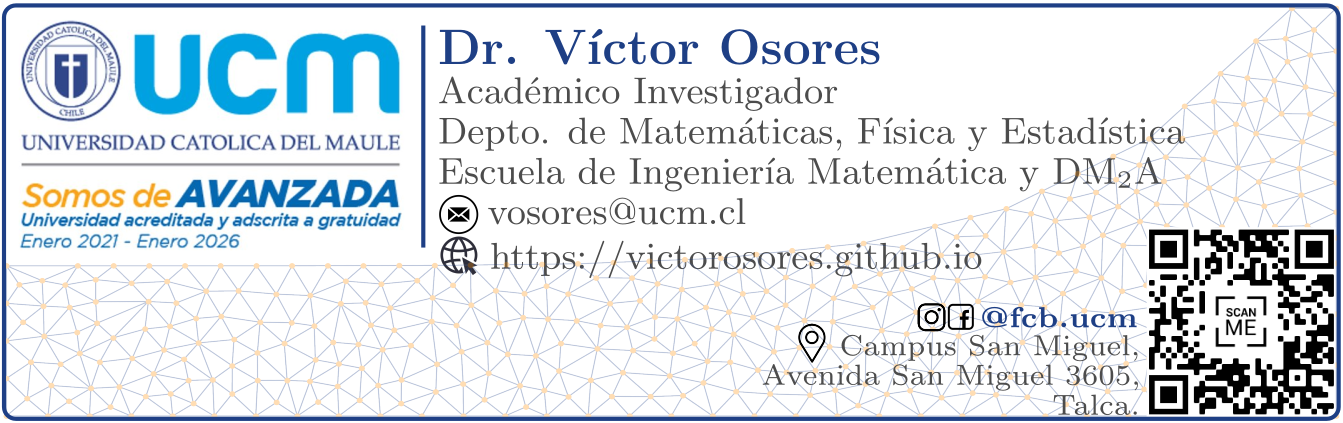 UNIVERSIDAD CATOLICA DEL MAULE
CHILE
ucm
UNIVERSIDAD CATOLICA DEL MAULE
Somos de AVANZADA
Universidad acreditada y adscrita a gratuidad
Enero 2021 - Enero 2026
Dr. Víctor Osores
Académico Investigador
Depto. de Matemáticas, Física y Estadística
Escuela de Ingeniería Matemática y DM₂A
vosores@ucm.cl
https://victorosores.github.io
@fcb.ucm
Campus San Miguel,
Avenida San Miguel 3605,
Talca.
SCAN
ME